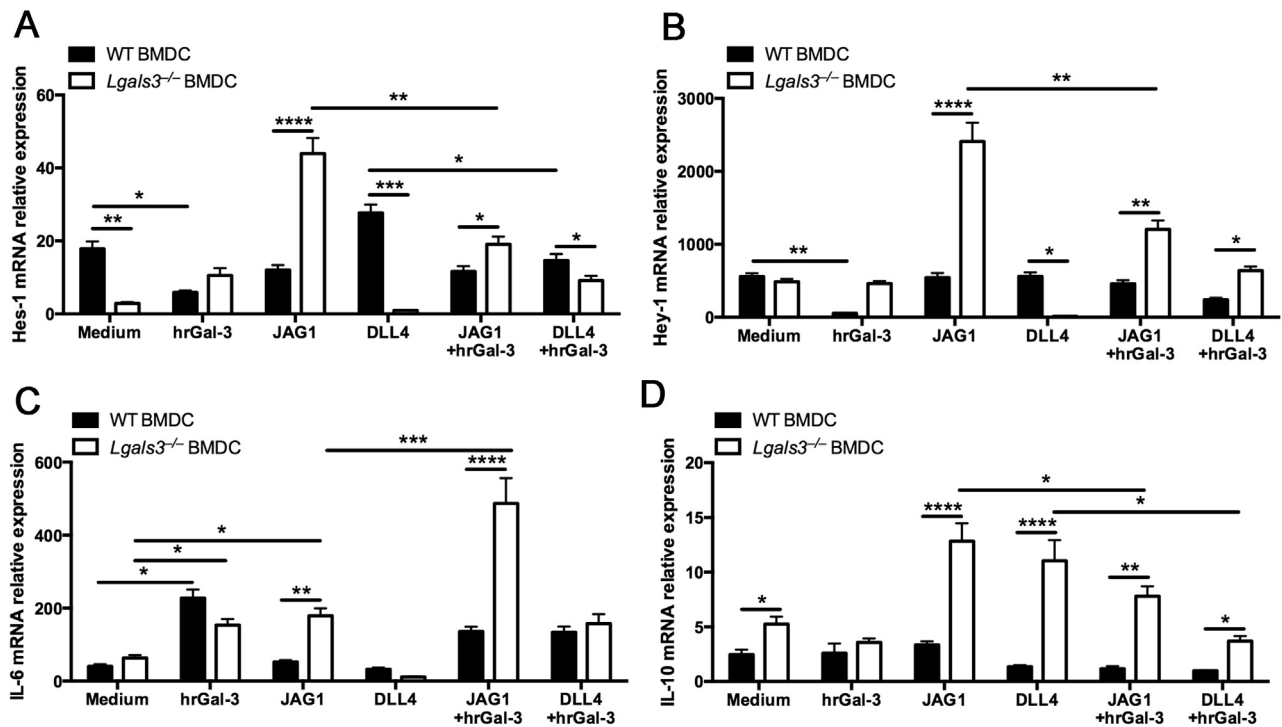 A
WT BMDC
Lgals3–/– BMDC
Hes-1 mRNA relative expression
60
40
20
0
**
****
*
*
***
**
*
*
Medium
hrGal-3
JAG1
DLL4
JAG1
+hrGal-3
DLL4
+hrGal-3
B
WT BMDC
Lgals3–/– BMDC
Hey-1 mRNA relative expression
3000
2000
1000
0
**
****
**
*
**
*
Medium
hrGal-3
JAG1
DLL4
JAG1
+hrGal-3
DLL4
+hrGal-3
C
WT BMDC
Lgals3–/– BMDC
IL-6 mRNA relative expression
600
400
200
0
***
****
*
*
*
**
Medium
hrGal-3
JAG1
DLL4
JAG1
+hrGal-3
DLL4
+hrGal-3
D
WT BMDC
Lgals3–/– BMDC
IL-10 mRNA relative expression
20
15
10
5
0
*
*
****
****
**
*
*
Medium
hrGal-3
JAG1
DLL4
JAG1
+hrGal-3
DLL4
+hrGal-3